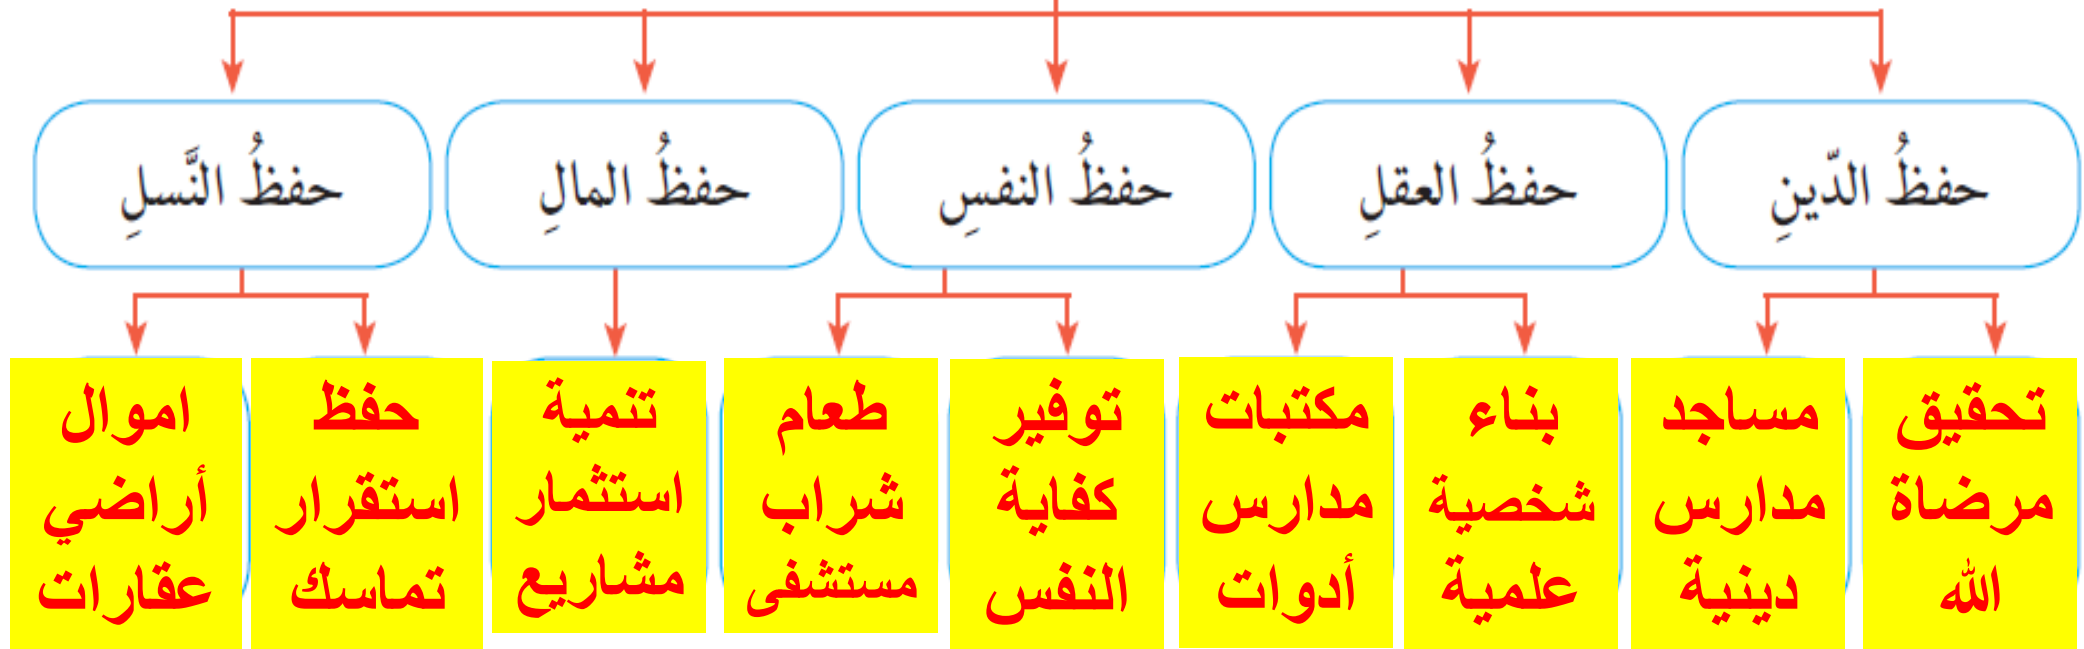 حفظُ الدّينِ
حفظُ العقلِ
حفظُ النفسِ
حفظُ المالِ
حفظُ النَّسلِ
تحقيق
مرضاة
الله
مساجد
مدارس
دينية
بناء
شخصية
علمية
مكتبات
مدارس
أدوات
توفير
كفاية
النفس
طعام
شراب
مستشفى
تنمية
استثمار
مشاريع
حفظ
استقرار
تماسك
اموال
أراضي
عقارات